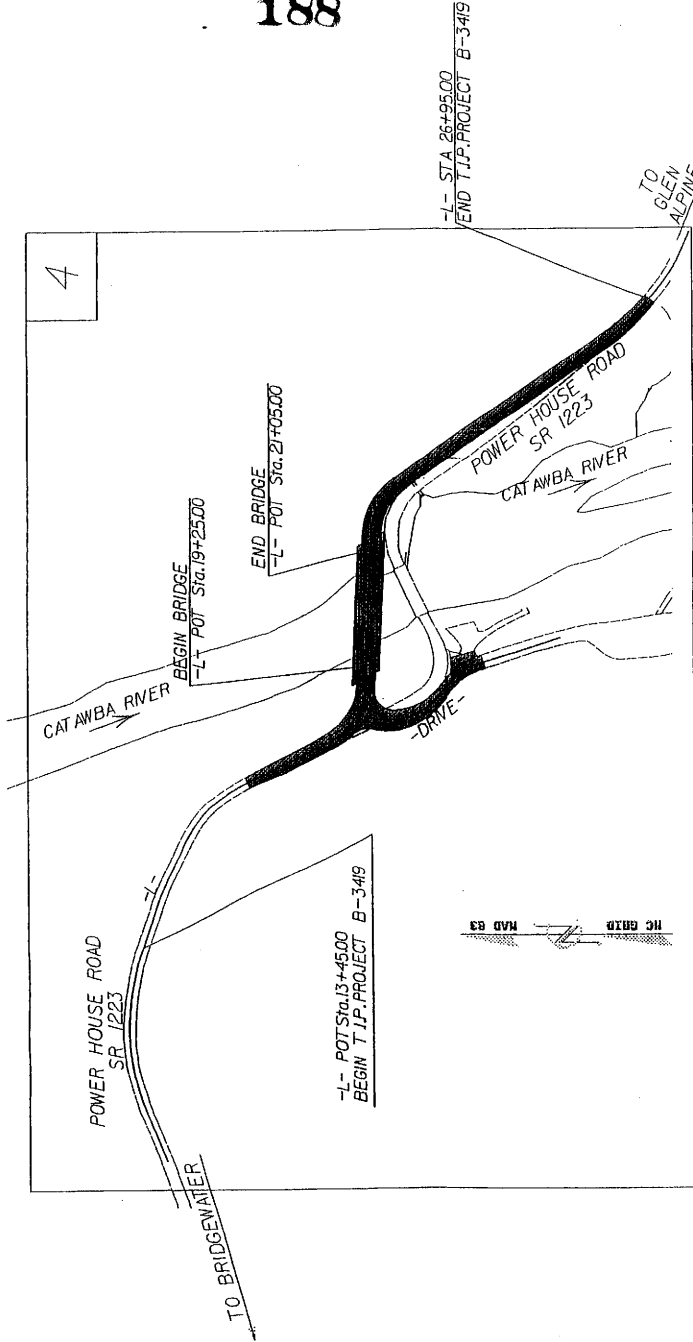 188
-L- STA 26+95.00
END T.I.P. PROJECT B-3419
TO
GLEN
ALPINE
4
END BRIDGE
-L- POT Sta. 21+05.00
BEGIN BRIDGE
-L- POT Sta. 19+25.00
POWER HOUSE ROAD
SR 1223
CATAWBA RIVER
CATAWBA RIVER
-DRIVE-
-L-
POWER HOUSE ROAD
SR 1223
-L- POT Sta. 13+45.00
BEGIN T.I.P. PROJECT B-3419
NC GRID
NAD 83
TO BRIDGEWATER